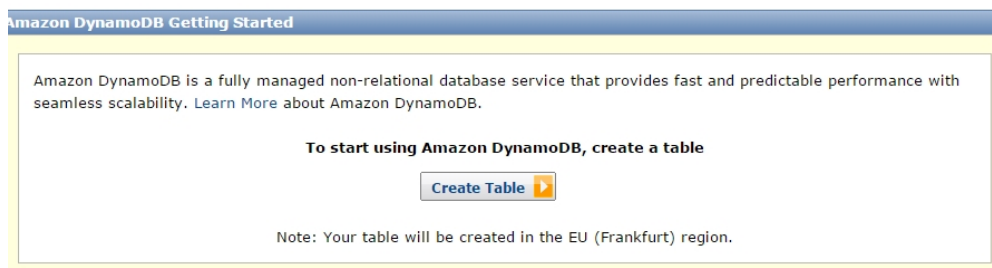 Amazon DynamoDB Getting Started
Amazon DynamoDB is a fully managed non-relational database service that provides fast and predictable performance with
seamless scalability. Learn More about Amazon DynamoDB.
To start using Amazon DynamoDB, create a table
Create Table
Note: Your table will be created in the EU (Frankfurt) region.